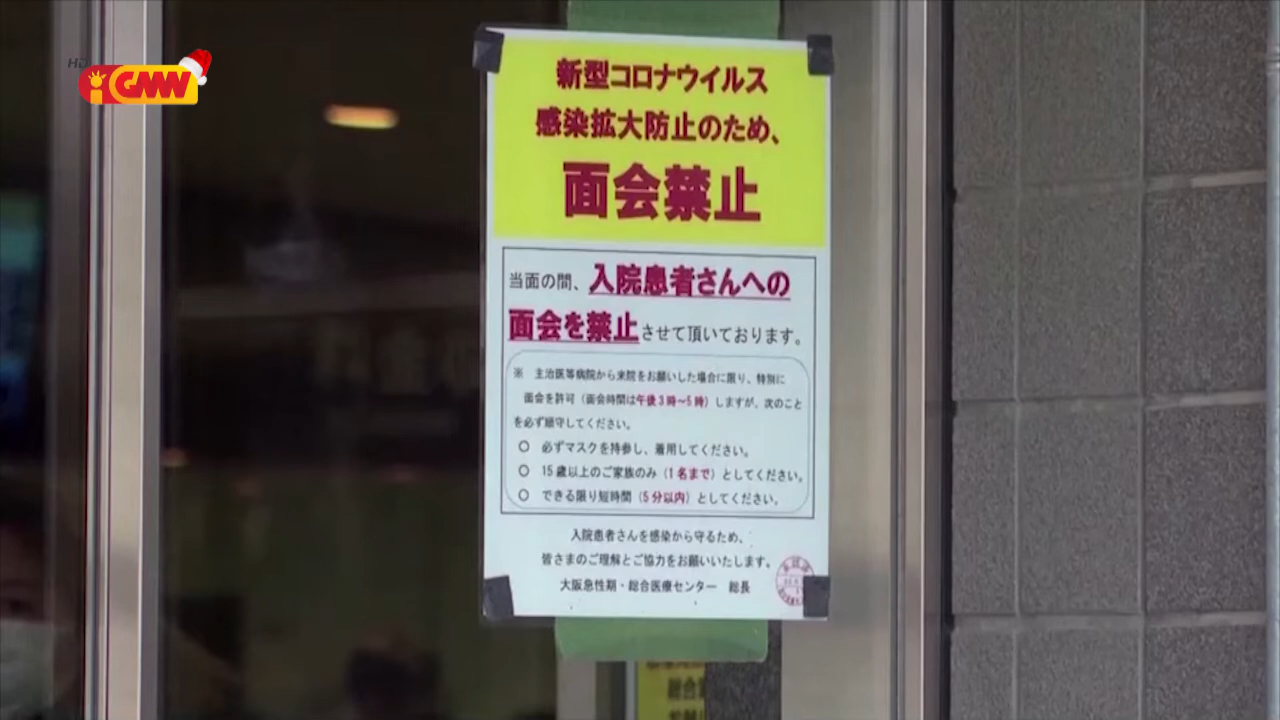 HD
iGMW
新型コロナウイルス
感染拡大防止のため、
面会禁止
当面の間、入院患者さんへの
面会を禁止させて頂いております。
※ 主治医等病院から来院をお願いした場合に限り、特別に
面会を許可（面会時間は午後３時～５時）しますが、次のこと
を必ず順守してください。
○ 必ずマスクを持参し、着用してください。
○ 15歳以上のご家族のみ（１名まで）としてください。
○ できる限り短時間（５分以内）としてください。
入院患者さんを感染から守るため、
皆さまのご理解とご協力をお願いいたします。
大阪急性期・総合医療センター 総長
総合